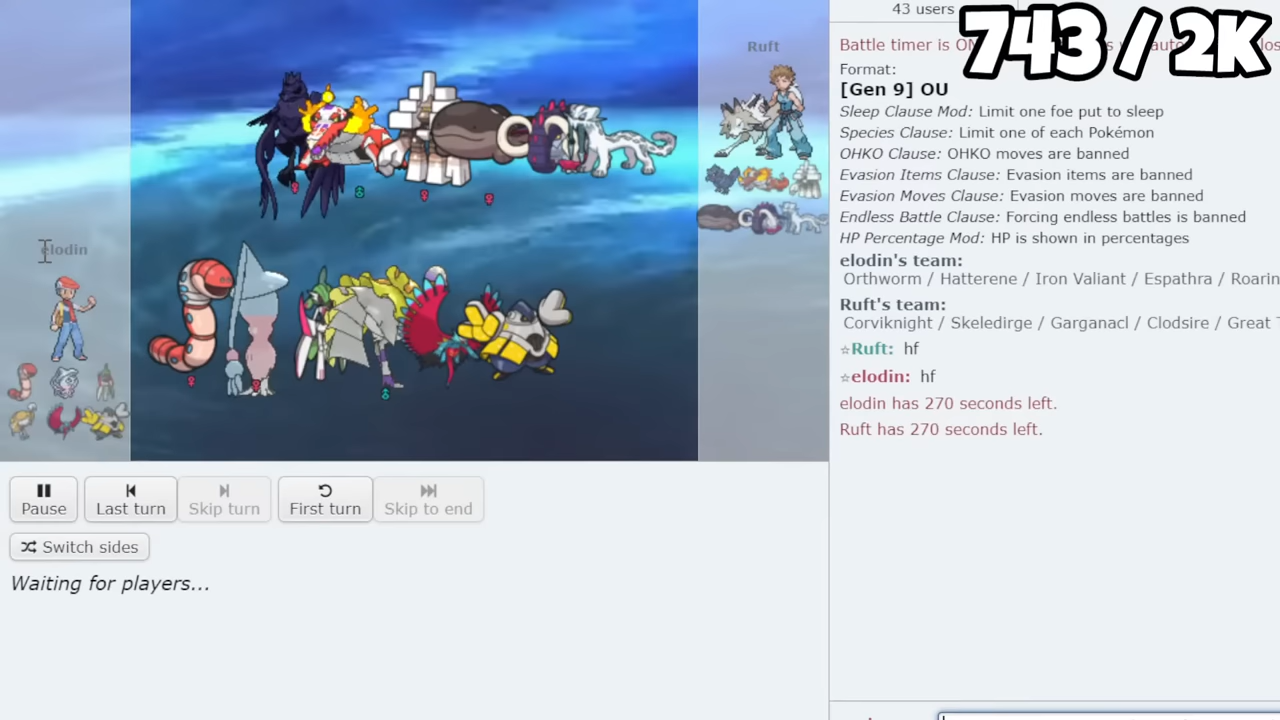 43 users
743 / 2K
Ruft
Battle timer is ON
Format:
[Gen 9] OU
Sleep Clause Mod: Limit one foe put to sleep
Species Clause: Limit one of each Pokémon
OHKO Clause: OHKO moves are banned
Evasion Items Clause: Evasion items are banned
Evasion Moves Clause: Evasion moves are banned
Endless Battle Clause: Forcing endless battles is banned
HP Percentage Mod: HP is shown in percentages
elodin
elodin's team:
Orthworm / Hatterene / Iron Valiant / Espathra / Roarin
Ruft's team:
Corviknight / Skeledirge / Garganacl / Clodsire / Great
☆Ruft: hf
☆elodin: hf
elodin has 270 seconds left.
Ruft has 270 seconds left.
Pause
Last turn
Skip turn
First turn
Skip to end
Switch sides
Waiting for players...